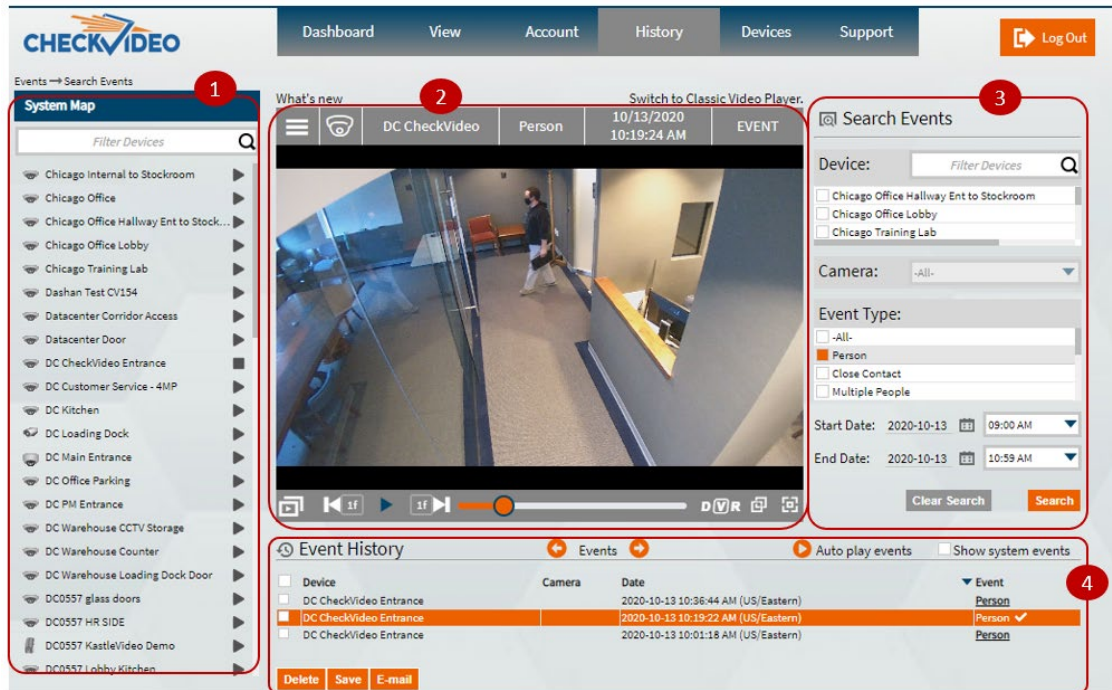 CHECKVIDEO
Dashboard View Account History Devices Support
Log Out
Events → Search Events
1
System Map
Filter Devices
Chicago Internal to Stockroom
Chicago Office
Chicago Office Hallway Ent to Stock...
Chicago Office Lobby
Chicago Training Lab
Dashan Test CV154
Datacenter Corridor Access
Datacenter Door
DC CheckVideo Entrance
DC Customer Service - 4MP
DC Kitchen
DC Loading Dock
DC Main Entrance
DC Office Parking
DC PM Entrance
DC Warehouse CCTV Storage
DC Warehouse Counter
DC Warehouse Loading Dock Door
DC0557 glass doors
DC0557 HR SIDE
DC0557 KastleVideo Demo
DC0557 Lobby Kitchen
What's new
2
Switch to Classic Video Player.
DC CheckVideo Person 10/13/2020 EVENT
10:19:24 AM
1f 1f DVR
3
Search Events
Device: Filter Devices
Chicago Office Hallway Ent to Stockroom
Chicago Office Lobby
Chicago Training Lab
Camera: -All-
Event Type:
-All-
Person
Close Contact
Multiple People
Start Date: 2020-10-13 09:00 AM
End Date: 2020-10-13 10:59 AM
Clear Search Search
Event History Events Auto play events Show system events
4
Device Camera Date Event
DC CheckVideo Entrance 2020-10-13 10:36:44 AM (US/Eastern) Person
DC CheckVideo Entrance 2020-10-13 10:19:22 AM (US/Eastern) Person
DC CheckVideo Entrance 2020-10-13 10:01:18 AM (US/Eastern) Person
Delete Save E-mail